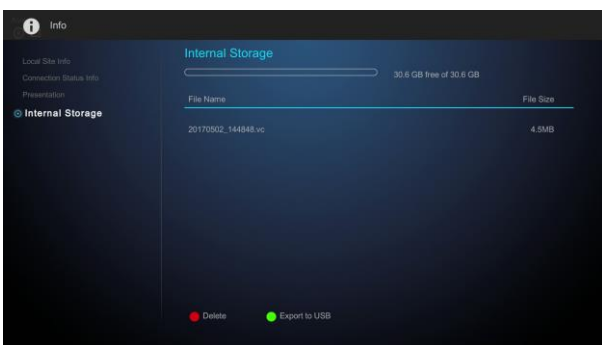 Info
Local Site Info
Connection Status Info
Presentation
Internal Storage
Internal Storage
30.6 GB free of 30.6 GB
File Name File Size
20170502_144848.vc 4.5MB
Delete Export to USB